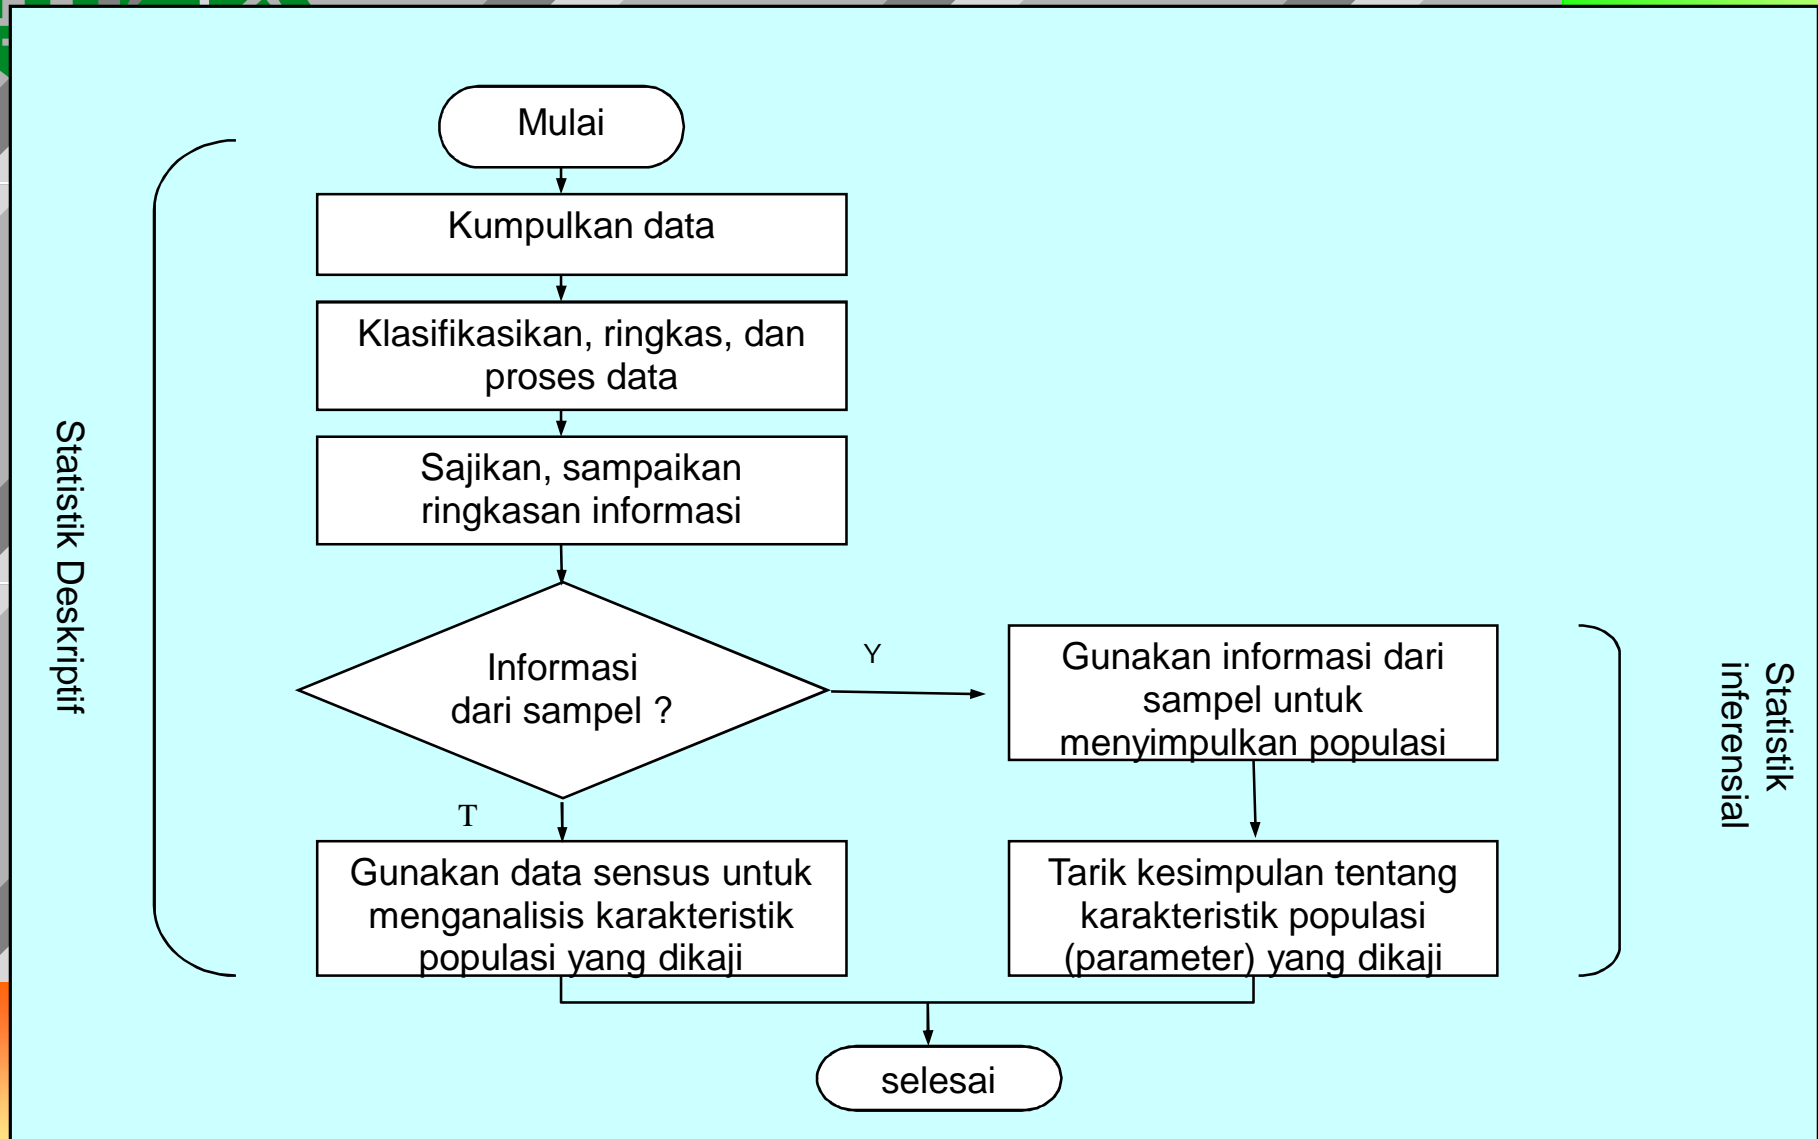 Mulai
Kumpulkan data
Klasifikasikan, ringkas, dan
proses data
Sajikan, sampaikan
ringkasan informasi
Statistik Deskriptif
Informasi
dari sampel ?
Y
Gunakan informasi dari
sampel untuk
menyimpulkan populasi
Statistik
inferensial
T
Gunakan data sensus untuk
menganalisis karakteristik
populasi yang dikaji
Tarik kesimpulan tentang
karakteristik populasi
(parameter) yang dikaji
selesai